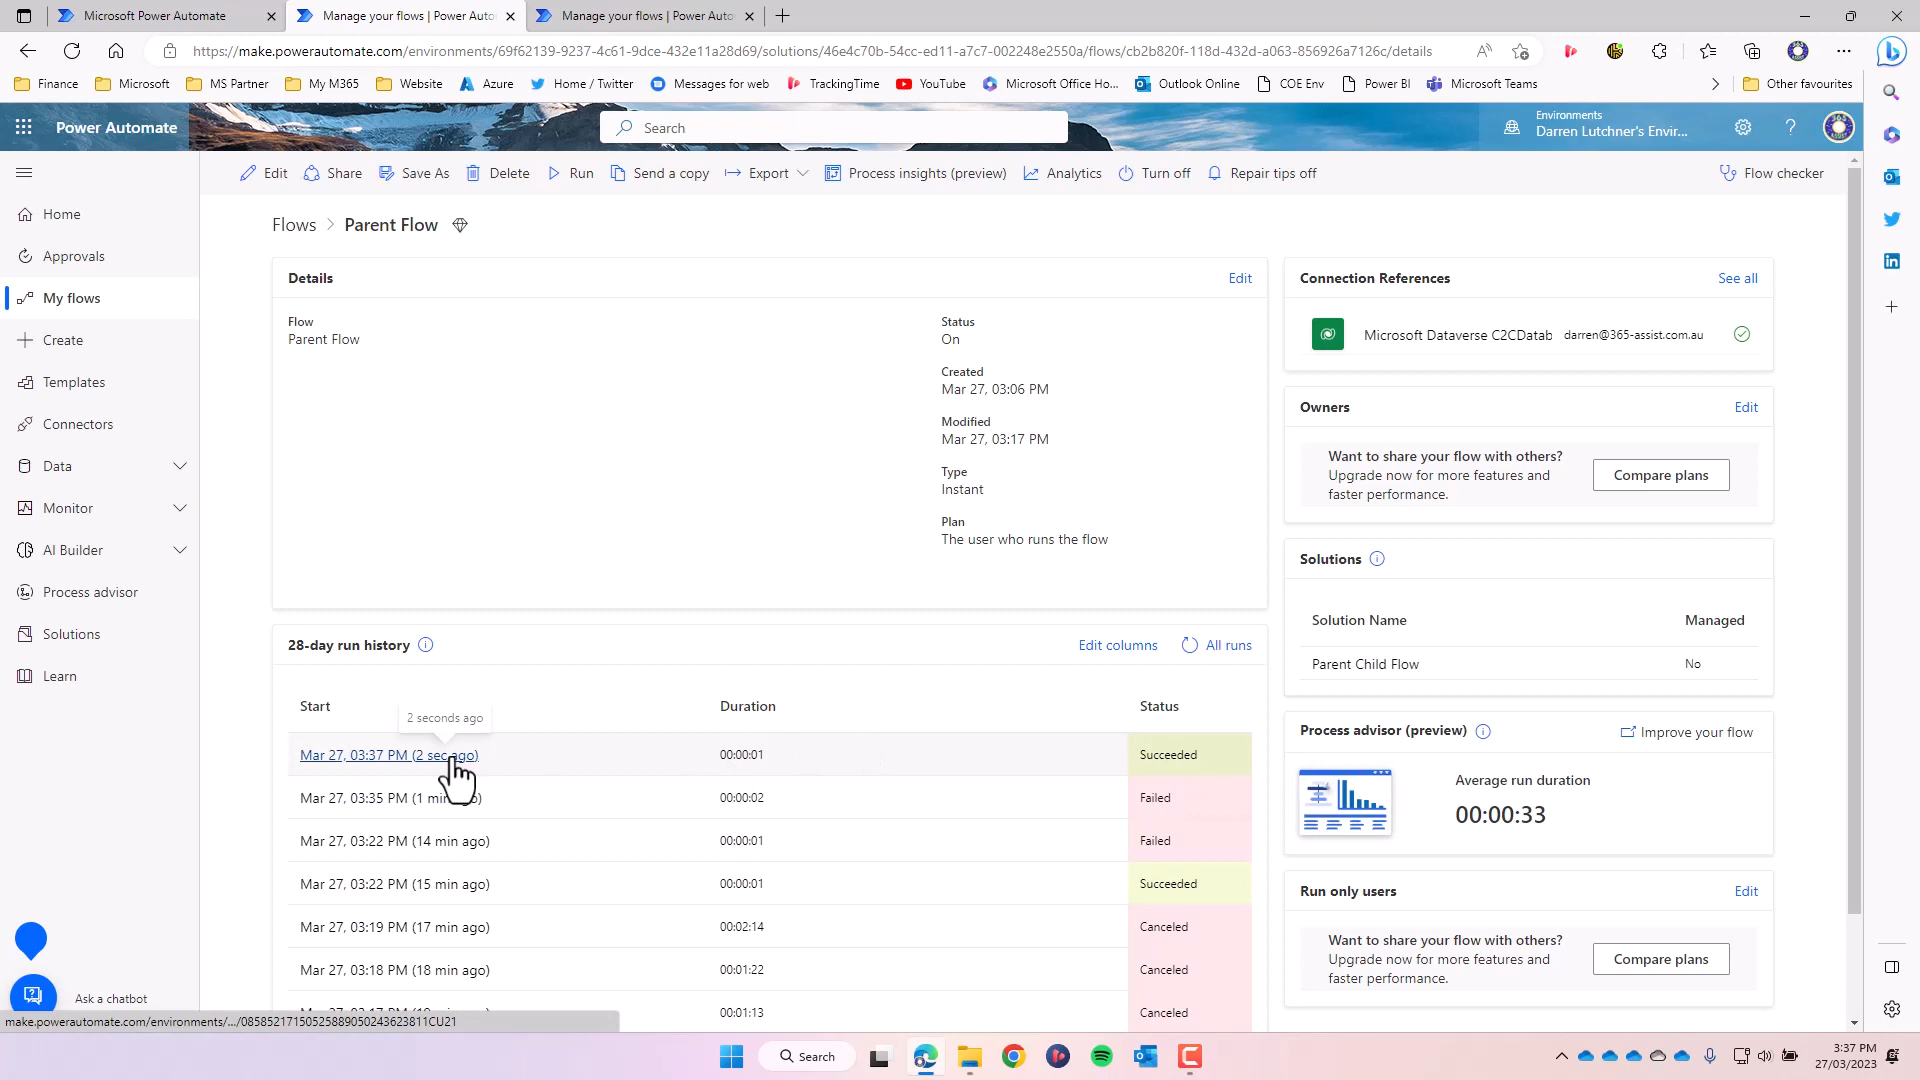 Microsoft Power Automate
Manage your flows | Power Auto
Manage your flows | Power Auto
https://make.powerautomate.com/environments/69f62139-9237-4c61-9dce-432e11a28d69/solutions/46e4c70b-54cc-ed11-a7c7-002248e2550a/flows/cb2b820f-118d-432d-a063-856926a7126c/details
Finance
Microsoft
MS Partner
My M365
Website
Azure
Home / Twitter
Messages for web
TrackingTime
YouTube
Microsoft Office Ho...
Outlook Online
COE Env
Power BI
Microsoft Teams
Other favourites
Power Automate
Search
Environments
Darren Lutchner's Envir...
Edit
Share
Save As
Delete
Run
Send a copy
Export
Process insights (preview)
Analytics
Turn off
Repair tips off
Flow checker
Home
Approvals
My flows
Create
Templates
Connectors
Data
Monitor
AI Builder
Process advisor
Solutions
Learn
Ask a chatbot
Flows > Parent Flow
Details
Edit
Flow
Parent Flow
Status
On
Created
Mar 27, 03:06 PM
Modified
Mar 27, 03:17 PM
Type
Instant
Plan
The user who runs the flow
28-day run history
Edit columns
All runs
Start
Duration
Status
2 seconds ago
Mar 27, 03:37 PM (2 sec ago)
00:00:01
Succeeded
Mar 27, 03:35 PM (1 min
00:00:02
Failed
Mar 27, 03:22 PM (14 min ago)
00:00:01
Failed
Mar 27, 03:22 PM (15 min ago)
00:00:01
Succeeded
Mar 27, 03:19 PM (17 min ago)
00:02:14
Canceled
Mar 27, 03:18 PM (18 min ago)
00:01:22
Canceled
00:01:13
Canceled
Connection References
See all
Microsoft Dataverse C2CDatab
darren@365-assist.com.au
Owners
Edit
Want to share your flow with others?
Upgrade now for more features and
faster performance.
Compare plans
Solutions
Solution Name
Managed
Parent Child Flow
No
Process advisor (preview)
Improve your flow
Average run duration
00:00:33
Run only users
Edit
Want to share your flow with others?
Upgrade now for more features and
faster performance.
Compare plans
make.powerautomate.com/environments/.../08585217150525889050243623811CU21
Search
3:37 PM
27/03/2023